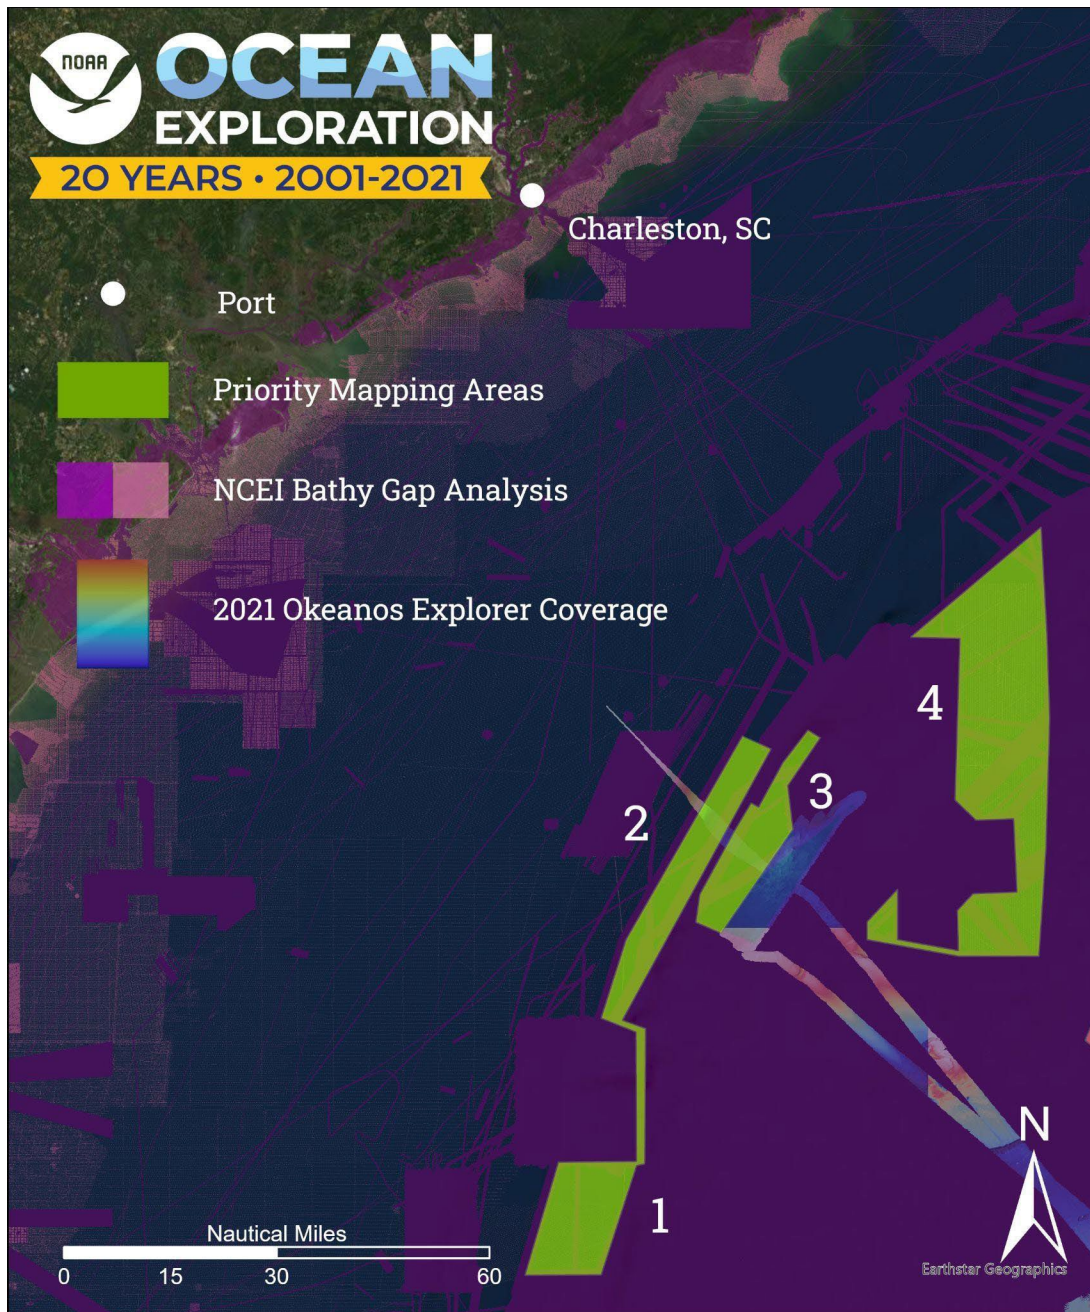 NOAA
OCEAN
EXPLORATION
20 YEARS • 2001-2021
Charleston, SC
Port
Priority Mapping Areas
NCEI Bathy Gap Analysis
2021 Okeanos Explorer Coverage
4
3
2
1
N
Nautical Miles
0 15 30 60
Earthstar Geographics